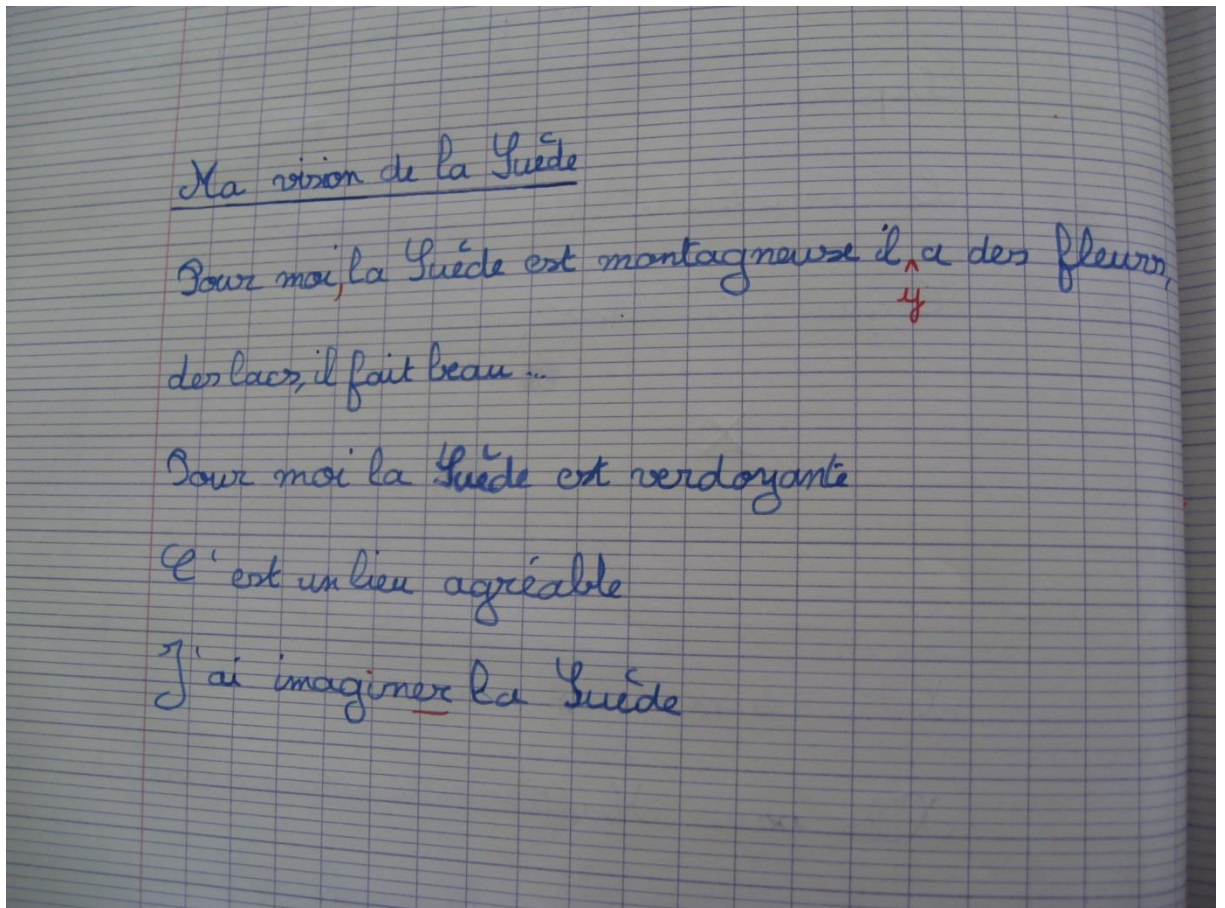 Ma vision de la Suède
Pour moi, la Suède est montagneuse il a des fleurs,
y
des lacs, il fait beau...
Pour moi la Suède est verdoyante
C'est un lieu agréable
J'ai imaginer la Suède